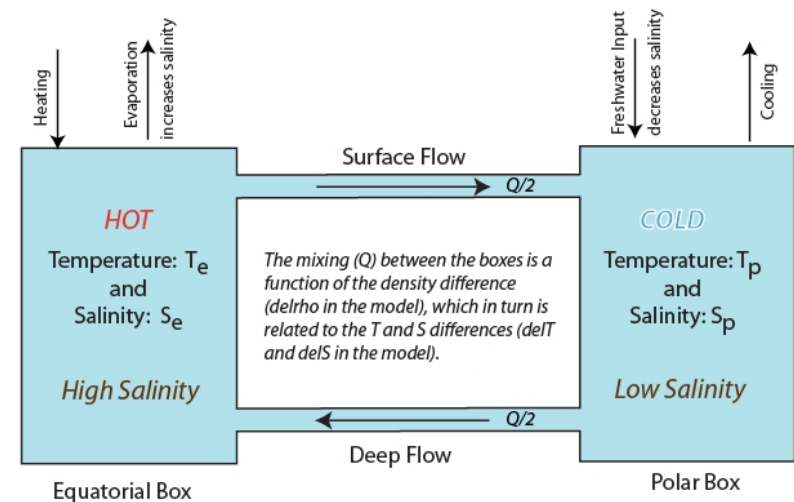 Heating
Evaporation
increases salinity
Freshwater Input
decreases salinity
Cooling
Surface Flow
Q/2
HOT
Temperature: Te
and
Salinity: Se
High Salinity
The mixing (Q) between the boxes is a
function of the density difference
(delrho in the model), which in turn is
related to the T and S differences (delT
and delS in the model).
COLD
Temperature: Tp
and
Salinity: Sp
Low Salinity
Q/2
Deep Flow
Equatorial Box
Polar Box